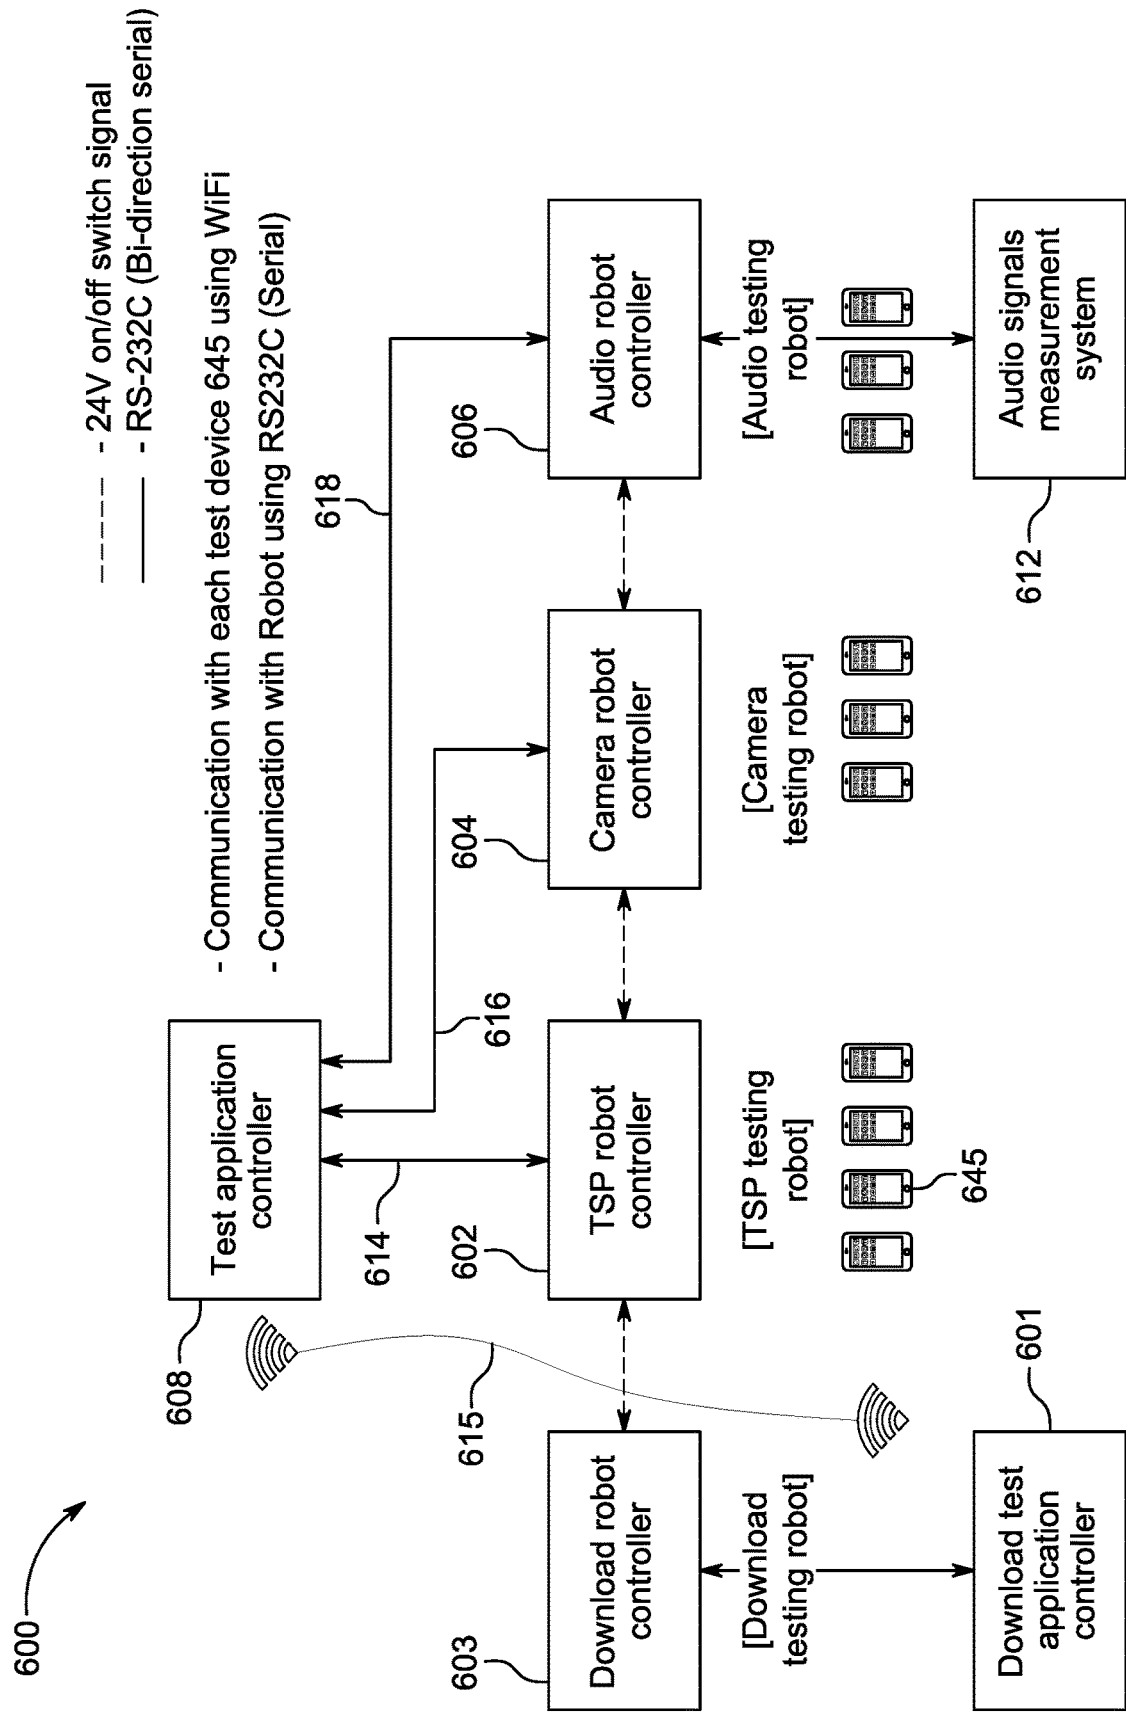 600
- 24V on/off switch signal
- RS-232C (Bi-direction serial)
- Communication with each test device 645 using WiFi
- Communication with Robot using RS232C (Serial)
608
Test application
controller
618
616
614
615
603
Download robot
controller
602
TSP robot
controller
604
Camera robot
controller
606
Audio robot
controller
[Download
testing robot]
[TSP testing
robot]
[Camera
testing robot]
[Audio testing
robot]
645
601
Download test
application
controller
612
Audio signals
measurement
system